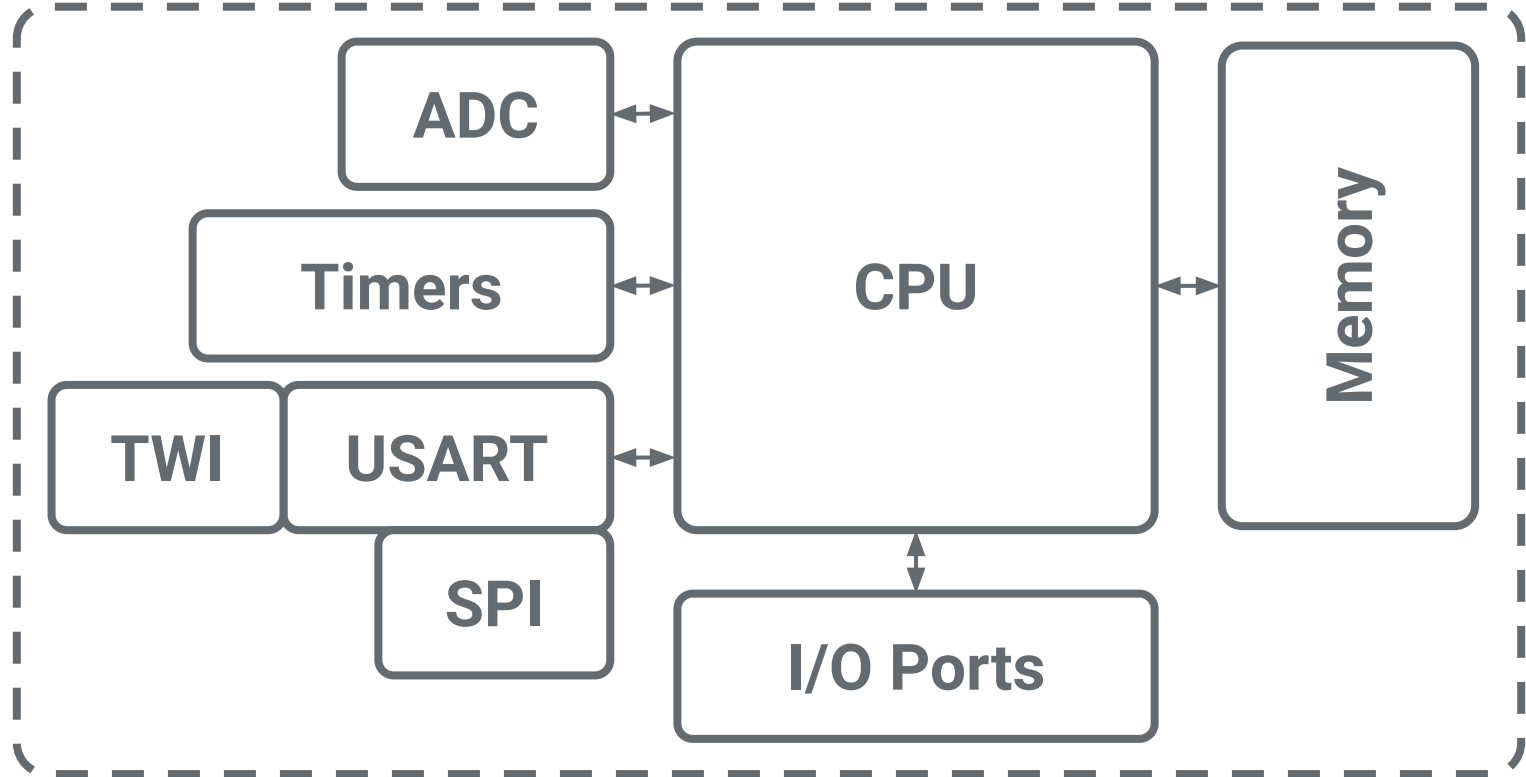 ADC
Timers
CPU
Memory
TWI
USART
SPI
I/O Ports